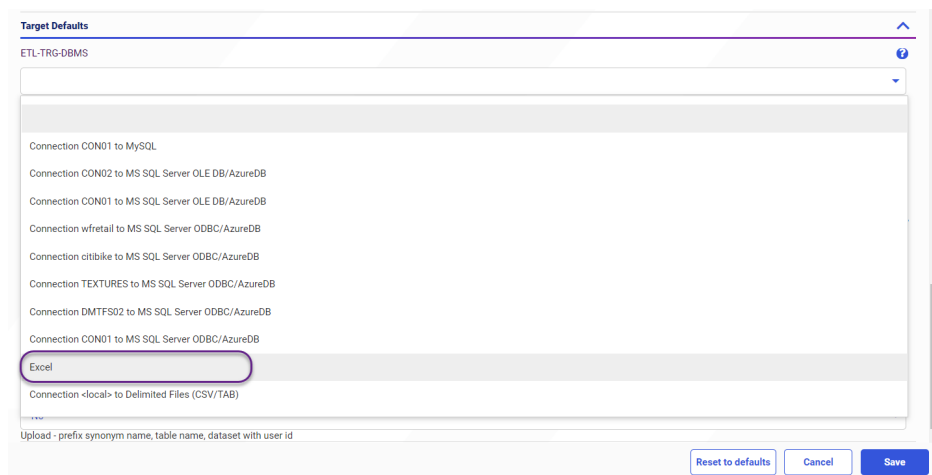 Target Defaults
ETL-TRG-DBMS
Connection CON01 to MySQL
Connection CON02 to MS SQL Server OLE DB/AzureDB
Connection CON01 to MS SQL Server OLE DB/AzureDB
Connection wfretail to MS SQL Server ODBC/AzureDB
Connection citibike to MS SQL Server ODBC/AzureDB
Connection TEXTURES to MS SQL Server ODBC/AzureDB
Connection DMTFS02 to MS SQL Server ODBC/AzureDB
Connection CON01 to MS SQL Server ODBC/AzureDB
Excel
Connection <local> to Delimited Files (CSV/TAB)
Upload - prefix synonym name, table name, dataset with user id
Reset to defaults Cancel Save